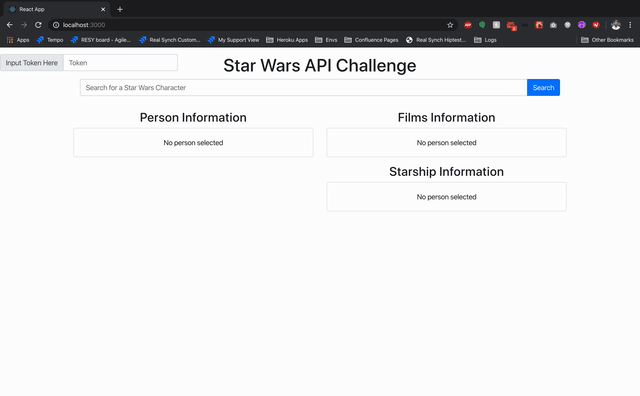 React App
localhost:3000
Apps
Tempo
RESY board - Agile...
Real Synch Custom...
My Support View
Heroku Apps
Envs
Confluence Pages
Real Synch Hiptest...
Logs
Other Bookmarks
Input Token Here
Token
Star Wars API Challenge
Search for a Star Wars Character
Search
Person Information
Films Information
No person selected
No person selected
Starship Information
No person selected